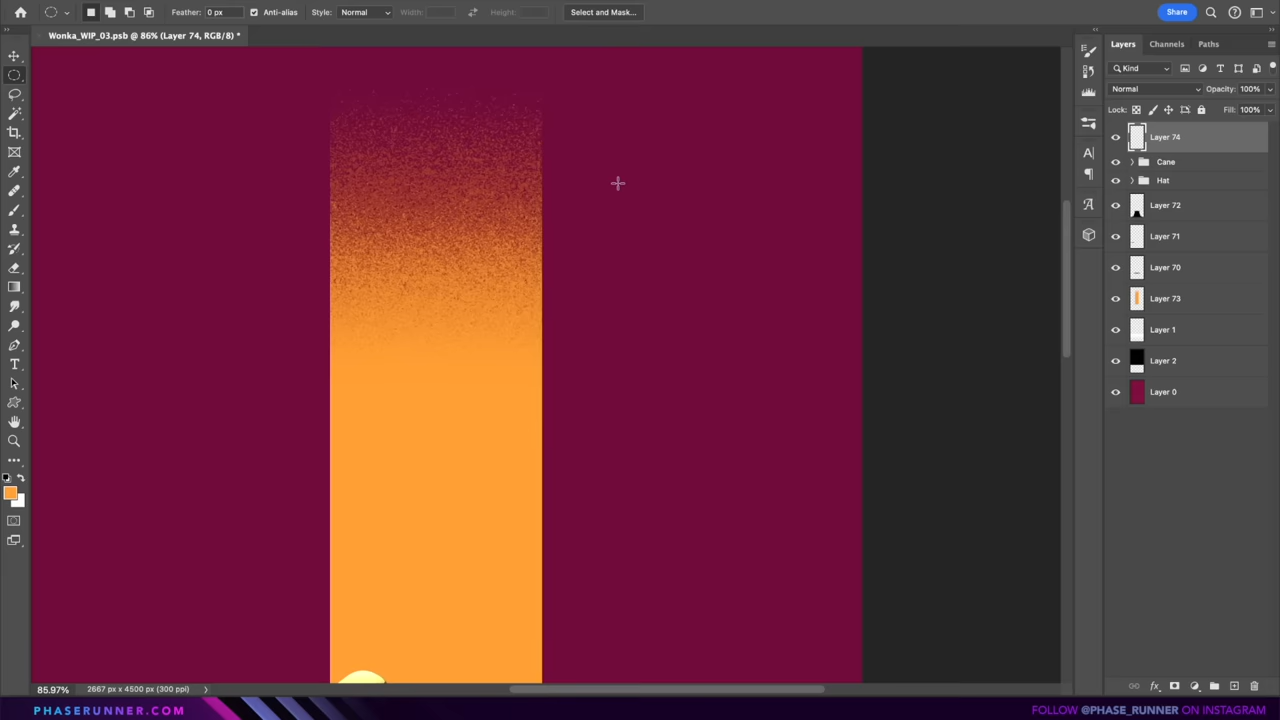 Feather: 0 px Anti-alias Style: Normal Width: Height: Select and Mask... Share
Wonka_WIP_03.psb @ 86% (Layer 74, RGB/8) *
Layers Channels Paths
Kind
Normal Opacity: 100%
Lock: Fill: 100%
Layer 74
Cane
Hat
Layer 72
Layer 71
Layer 70
Layer 73
Layer 1
Layer 2
Layer 0
85.97% 2667 px x 4500 px (300 ppi)
PHASERUNNER.COM
FOLLOW @PHASE_RUNNER ON INSTAGRAM